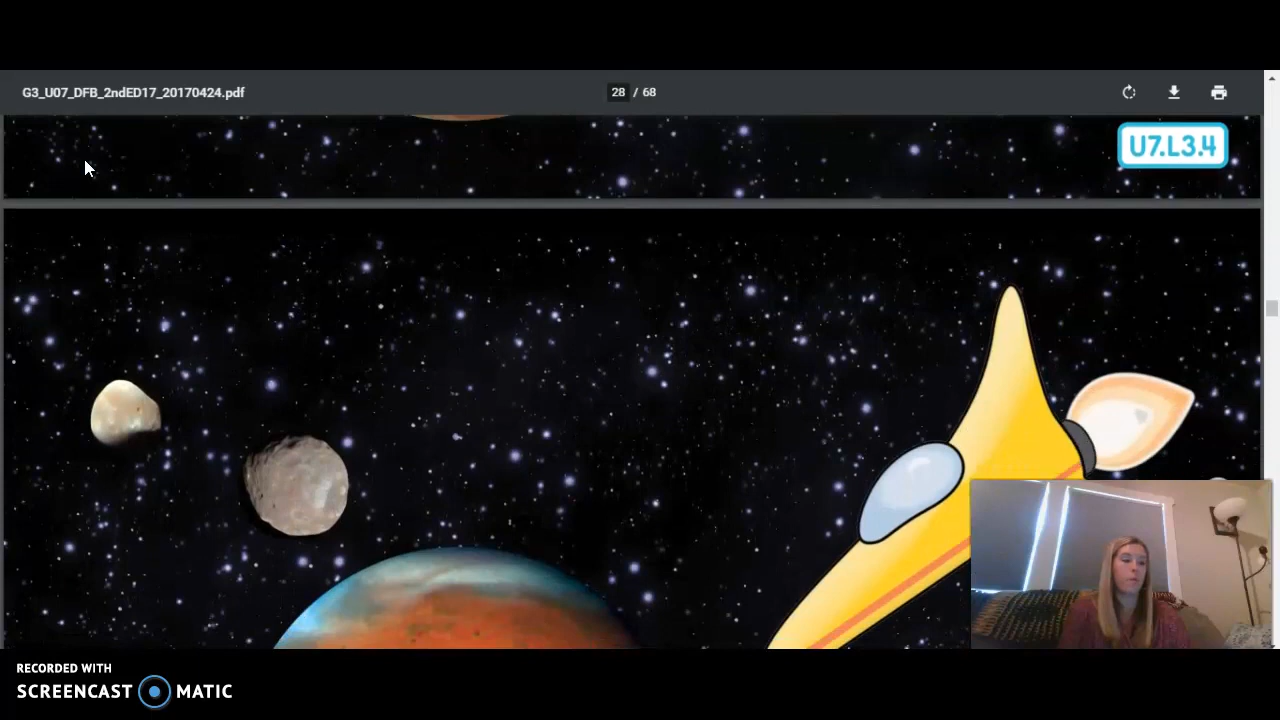 G3_U07_DFB_2ndED17_20170424.pdf
28 / 68
U7.L3.4
RECORDED WITH
SCREENCAST MATIC